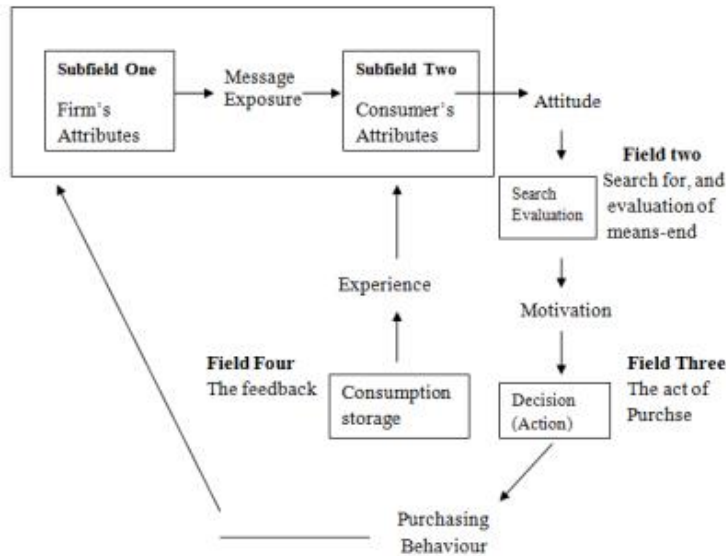 Subfield One
Firm's
Attributes
Message
Exposure
Subfield Two
Consumer's
Attributes
Attitude
Field two
Search for, and
evaluation of
means-end
Search
Evaluation
Experience
Motivation
Field Four
The feedback
Consumption
storage
Decision
(Action)
Field Three
The act of
Purchse
Purchasing
Behaviour